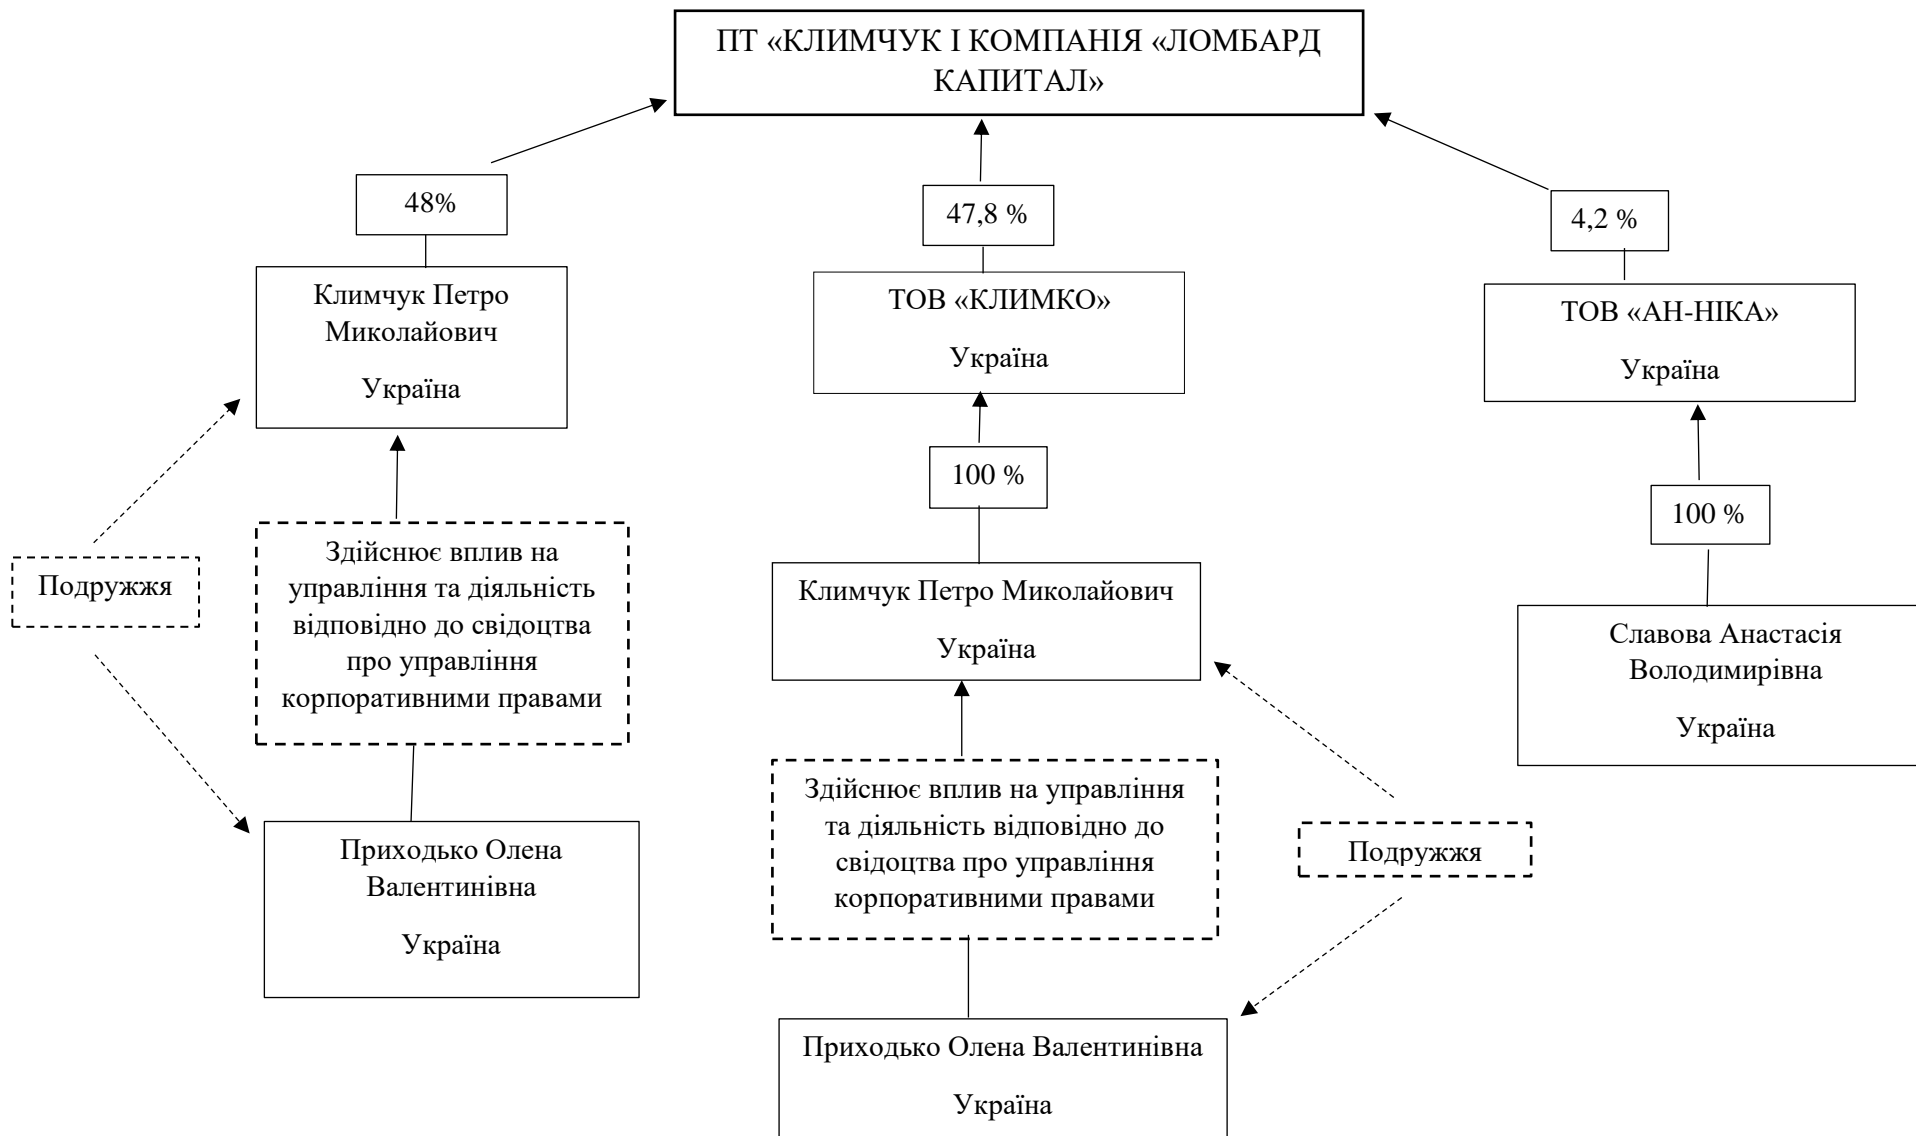 ПТ «КЛИМЧУК І КОМПАНІЯ «ЛОМБАРД
КАПИТАЛ»
48%
47,8 %
4,2 %
Климчук Петро
Миколайович
Україна
ТОВ «КЛИМКО»
Україна
ТОВ «АН-НІКА»
Україна
100 %
100 %
Подружжя
Здійснює вплив на
управління та діяльність
відповідно до свідоцтва
про управління
корпоративними правами
Климчук Петро Миколайович
Україна
Славова Анастасія
Володимирівна
Україна
Приходько Олена
Валентинівна
Україна
Здійснює вплив на управління
та діяльність відповідно до
свідоцтва про управління
корпоративними правами
Подружжя
Приходько Олена Валентинівна
Україна